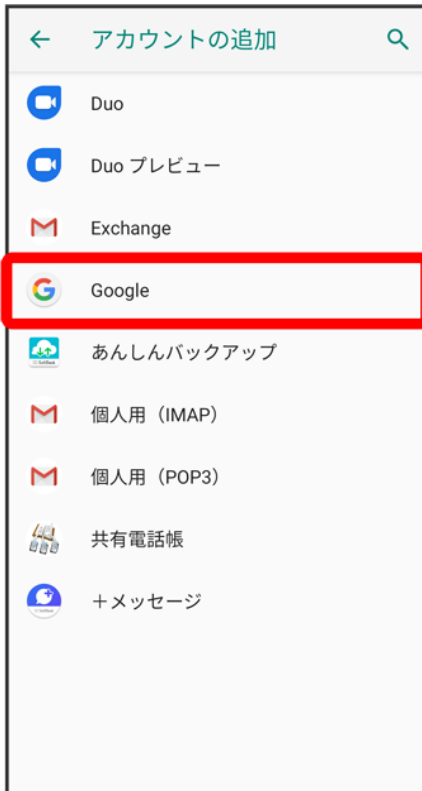 アカウントの追加
Duo
Duo プレビュー
Exchange
Google
あんしんバックアップ
個人用（IMAP）
個人用（POP3）
共有電話帳
＋メッセージ